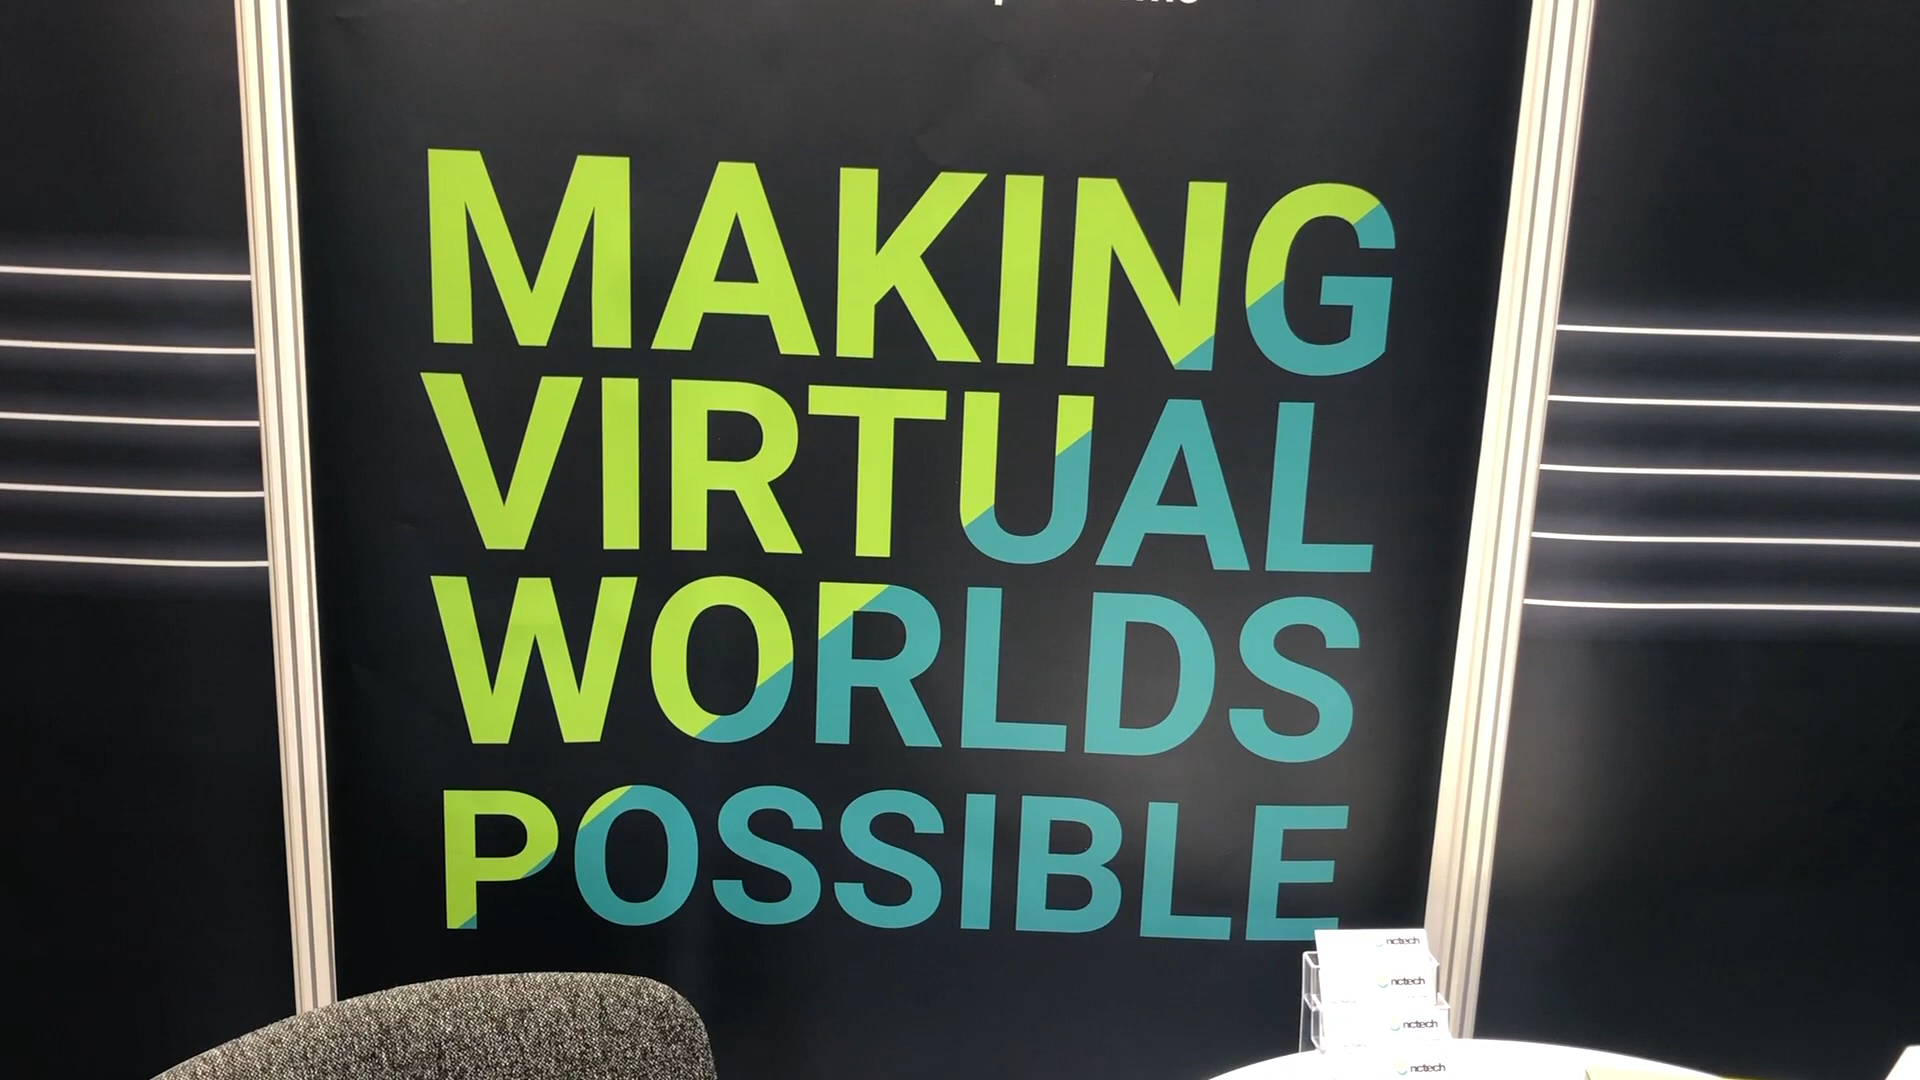 MAKING
VIRTUAL
WORLDS
POSSIBLE
nctech
nctech
nctech
nctech